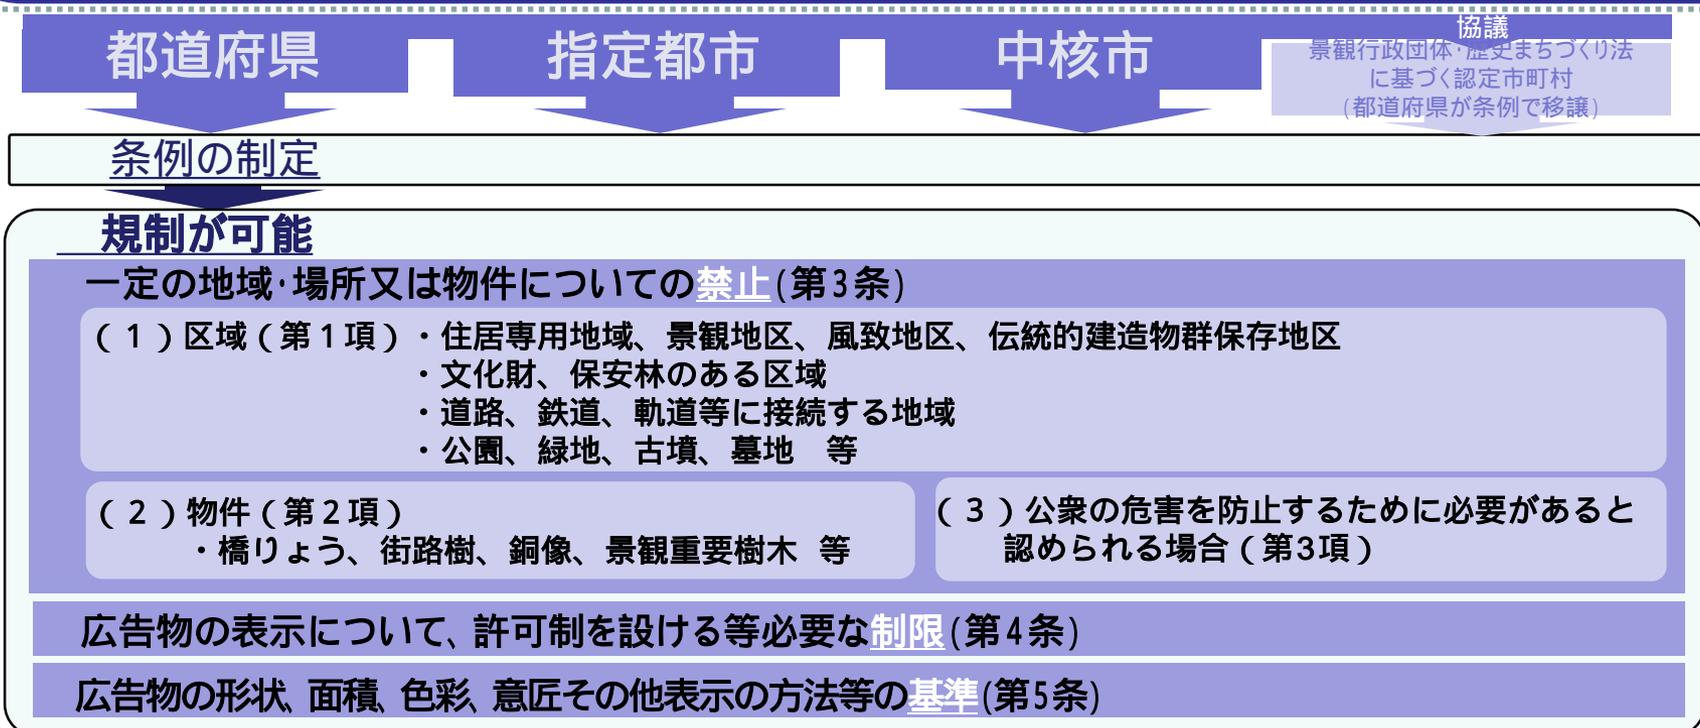 都道府県
指定都市
中核市
協議
景観行政団体・歴史まちづくり法
に基づく認定市町村
(都道府県が条例で移譲)
条例の制定
規制が可能
一定の地域・場所又は物件についての禁止(第3条)
(1)区域(第1項)・住居専用地域、景観地区、風致地区、伝統的建造物群保存地区
・文化財、保安林のある区域
・道路、鉄道、軌道等に接続する地域
・公園、緑地、古墳、墓地 等
(2)物件(第2項)
・橋りょう、街路樹、銅像、景観重要樹木 等
(3)公衆の危害を防止するために必要があると
認められる場合(第3項)
広告物の表示について、許可制を設ける等必要な制限(第4条)
広告物の形状、面積、色彩、意匠その他表示の方法等の基準(第5条)